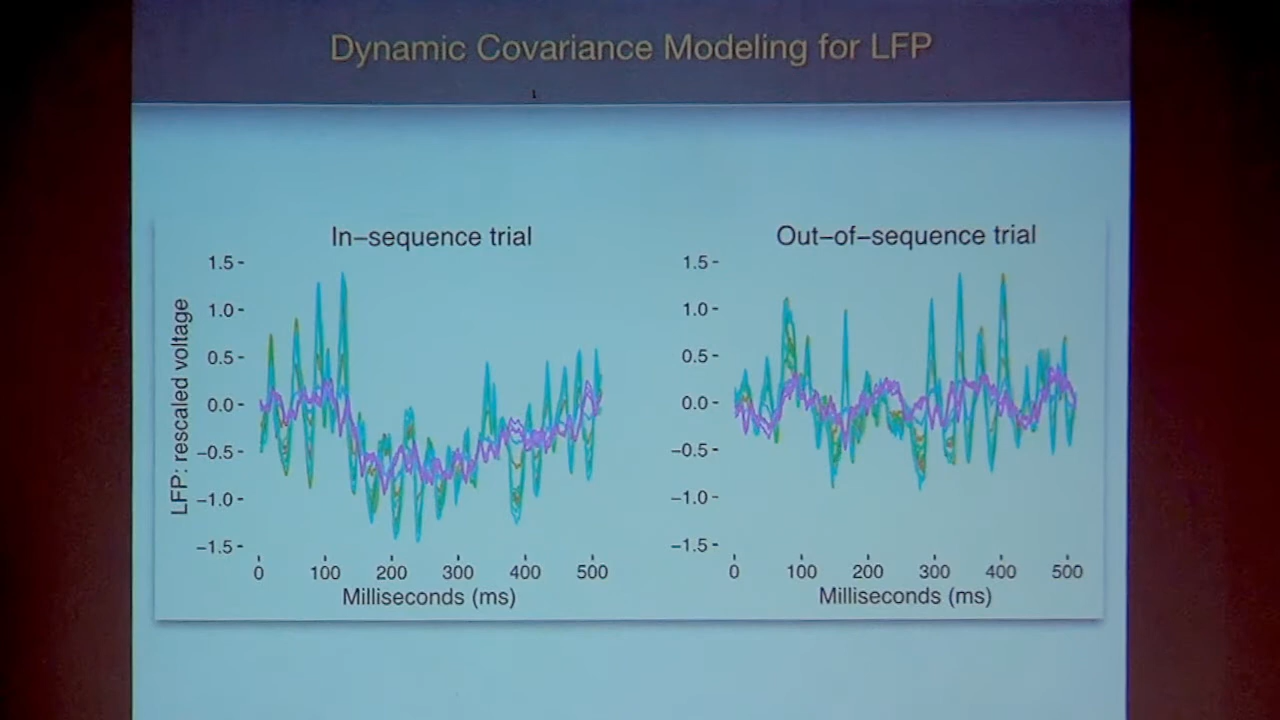 Dynamic Covariance Modeling for LFP
In–sequence trial
LFP: rescaled voltage
1.5
1.0
0.5
0.0
−0.5
−1.0
−1.5
0 100 200 300 400 500
Milliseconds (ms)
Out–of–sequence trial
1.5
1.0
0.5
0.0
−0.5
−1.0
−1.5
0 100 200 300 400 500
Milliseconds (ms)